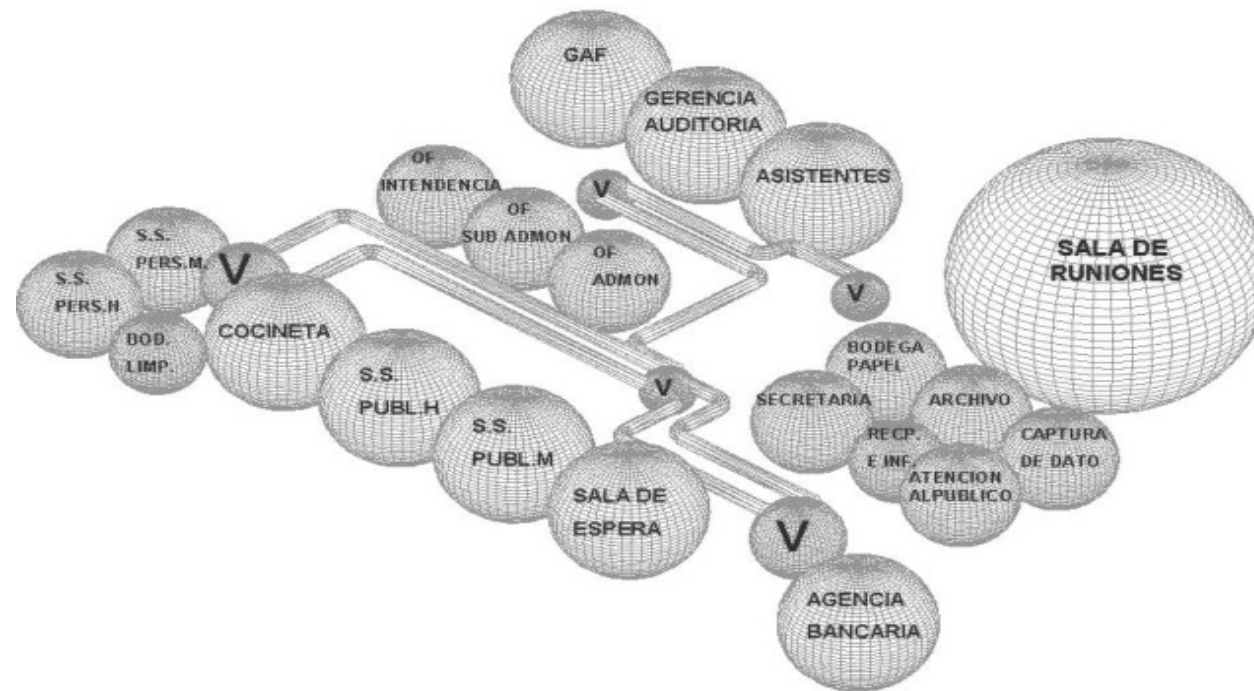 GAF
GERENCIA
AUDITORIA
ASISTENTES
OF
INTENDENCIA
OF
SUB ADMON
OF
ADMON
V
V
SALA DE
RUNIONES
S.S.
PERS.M.
V
S.S.
PERS.H
BOD.
LIMP.
COCINETA
S.S.
PUBL.H
S.S.
PUBL.M
SALA DE
ESPERA
V
BODEGA
PAPEL
SECRETARIA
ARCHIVO
RECP.
E INF.
CAPTURA
DE DATO
ATENCION
ALPUBLICO
V
AGENCIA
BANCARIA